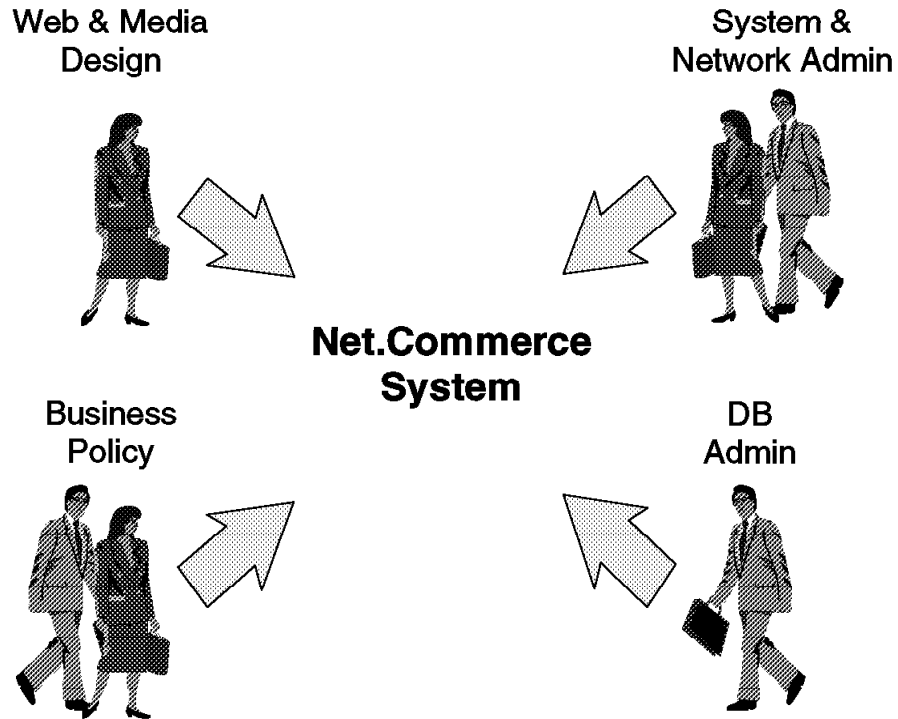 Web & Media
Design
System &
Network Admin
Net.Commerce
System
Business
Policy
DB
Admin